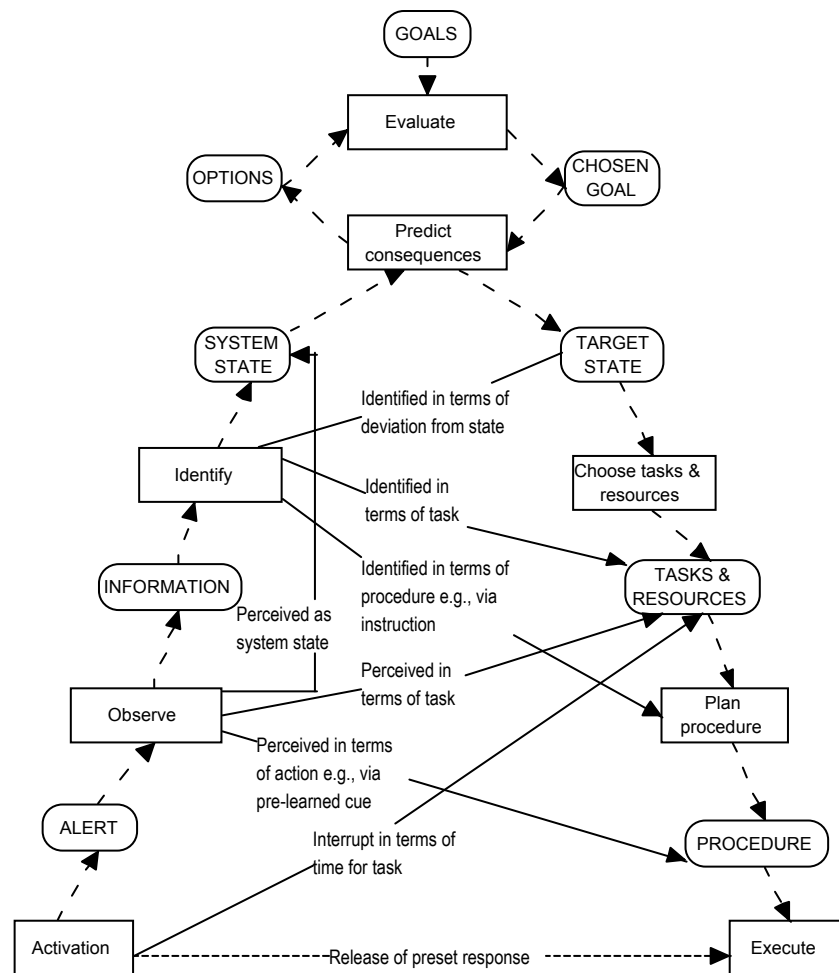 GOALS
Evaluate
OPTIONS
CHOSEN
GOAL
Predict
consequences
SYSTEM
STATE
TARGET
STATE
Identified in terms of
deviation from state
Identify
Choose tasks &
resources
Identified in
terms of task
INFORMATION
Identified in terms of
procedure e.g., via
instruction
TASKS &
RESOURCES
Perceived as
system state
Perceived in
terms of task
Observe
Plan
procedure
Perceived in terms
of action e.g., via
pre-learned cue
ALERT
Interrupt in terms of
time for task
PROCEDURE
Activation
Release of preset response
Execute